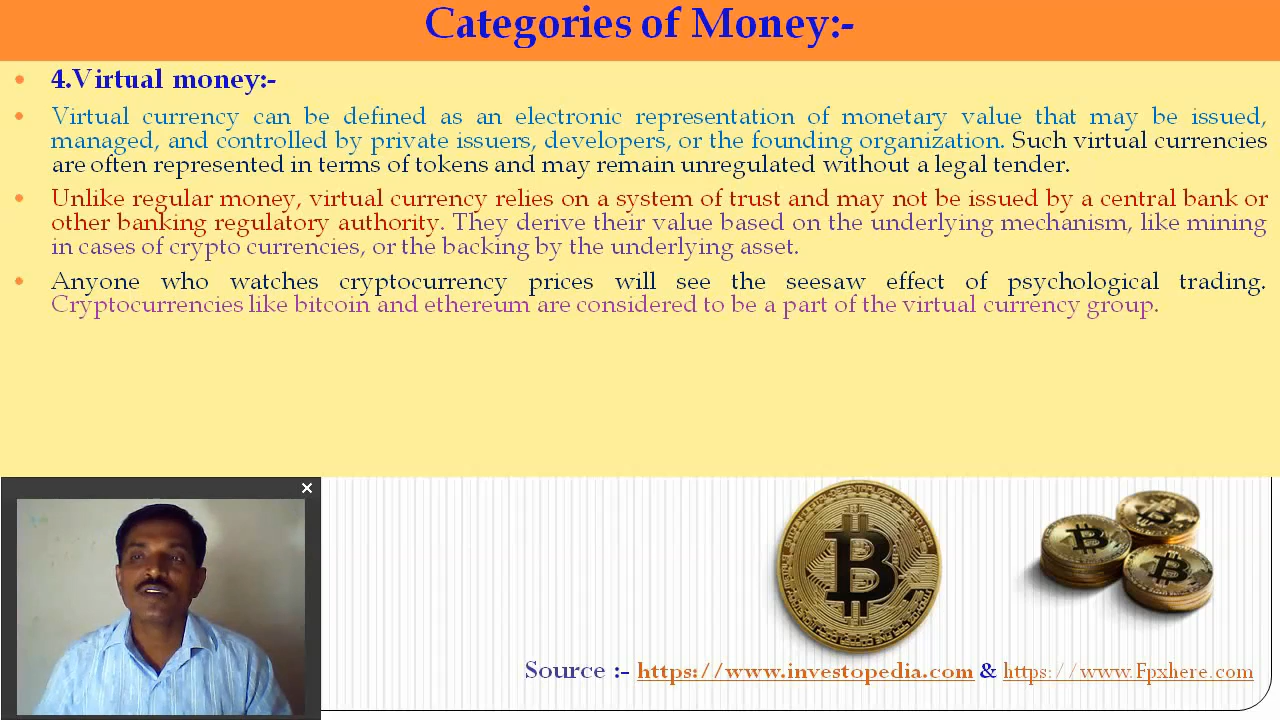 Categories of Money:-
4.Virtual money:-
Virtual currency can be defined as an electronic representation of monetary value that may be issued,
managed, and controlled by private issuers, developers, or the founding organization. Such virtual currencies
are often represented in terms of tokens and may remain unregulated without a legal tender.
Unlike regular money, virtual currency relies on a system of trust and may not be issued by a central bank or
other banking regulatory authority. They derive their value based on the underlying mechanism, like mining
in cases of crypto currencies, or the backing by the underlying asset.
Anyone who watches cryptocurrency prices will see the seesaw effect of psychological trading.
Cryptocurrencies like bitcoin and ethereum are considered to be a part of the virtual currency group.
Source :- https://www.investopedia.com & https://www.Fpxhere.com